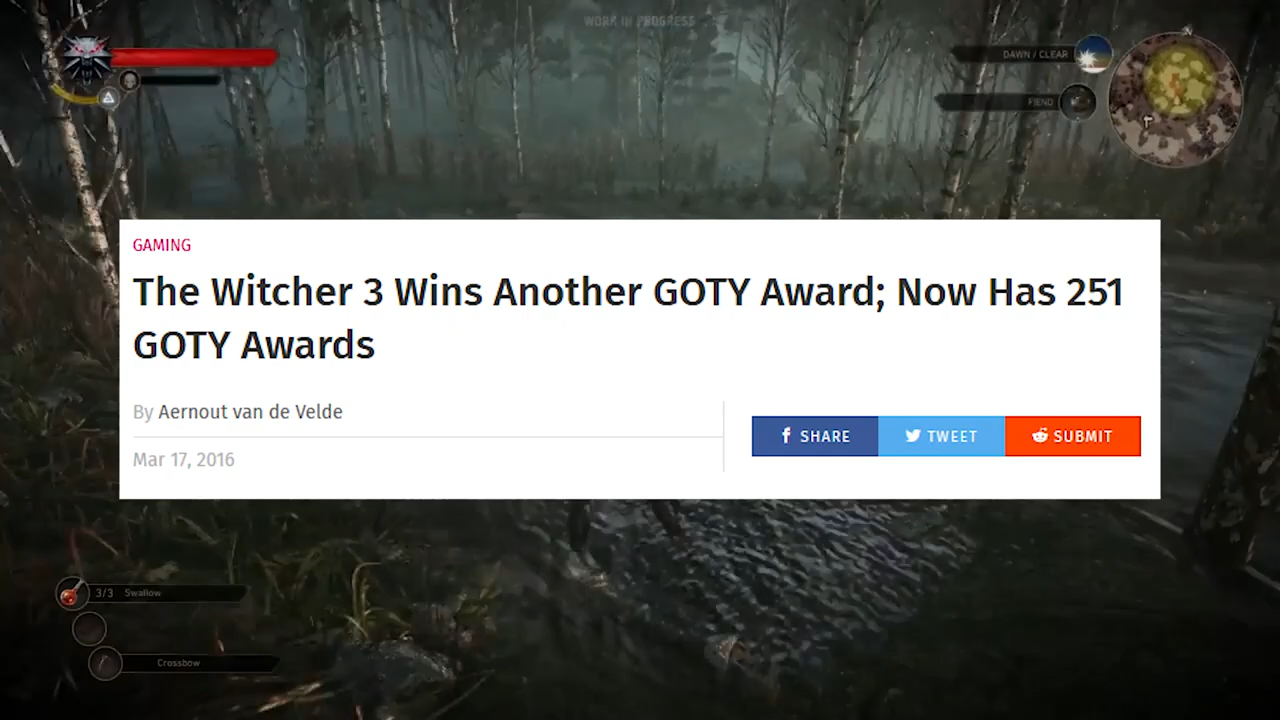 WORK IN PROGRESS
DAWN / CLEAR
FIEND
GAMING
The Witcher 3 Wins Another GOTY Award; Now Has 251
GOTY Awards
By Aernout van de Velde
Mar 17, 2016
SHARE
TWEET
SUBMIT
3/3 Swallow
Crossbow